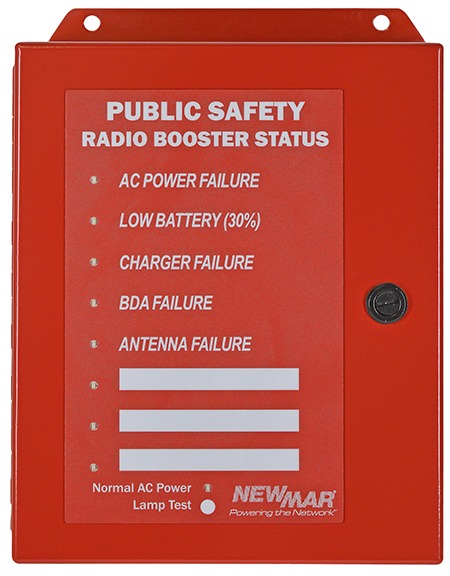 PUBLIC SAFETY
RADIO BOOSTER STATUS
AC POWER FAILURE
LOW BATTERY (30%)
CHARGER FAILURE
BDA FAILURE
ANTENNA FAILURE
Normal AC Power
Lamp Test
NEWMAR
Powering the Network